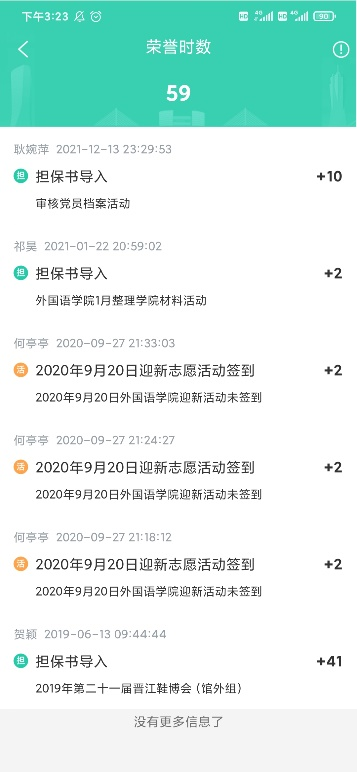 下午3:23
HD 4G HD 4G 90
荣誉时数
59
耿婉萍 2021-12-13 23:29:53
担 担保书导入 +10
审核党员档案活动
祁昊 2021-01-22 20:59:02
担 担保书导入 +2
外国语学院1月整理学院材料活动
何亭亭 2020-09-27 21:33:03
活 2020年9月20日迎新志愿活动签到 +2
2020年9月20日外国语学院迎新活动未签到
何亭亭 2020-09-27 21:24:27
活 2020年9月20日迎新志愿活动签到 +2
2020年9月20日外国语学院迎新活动未签到
何亭亭 2020-09-27 21:18:12
活 2020年9月20日迎新志愿活动签到 +2
2020年9月20日外国语学院迎新活动未签到
贺颖 2019-06-13 09:44:44
担 担保书导入 +41
2019年第二十一届晋江鞋博会 (馆外组)
没有更多信息了